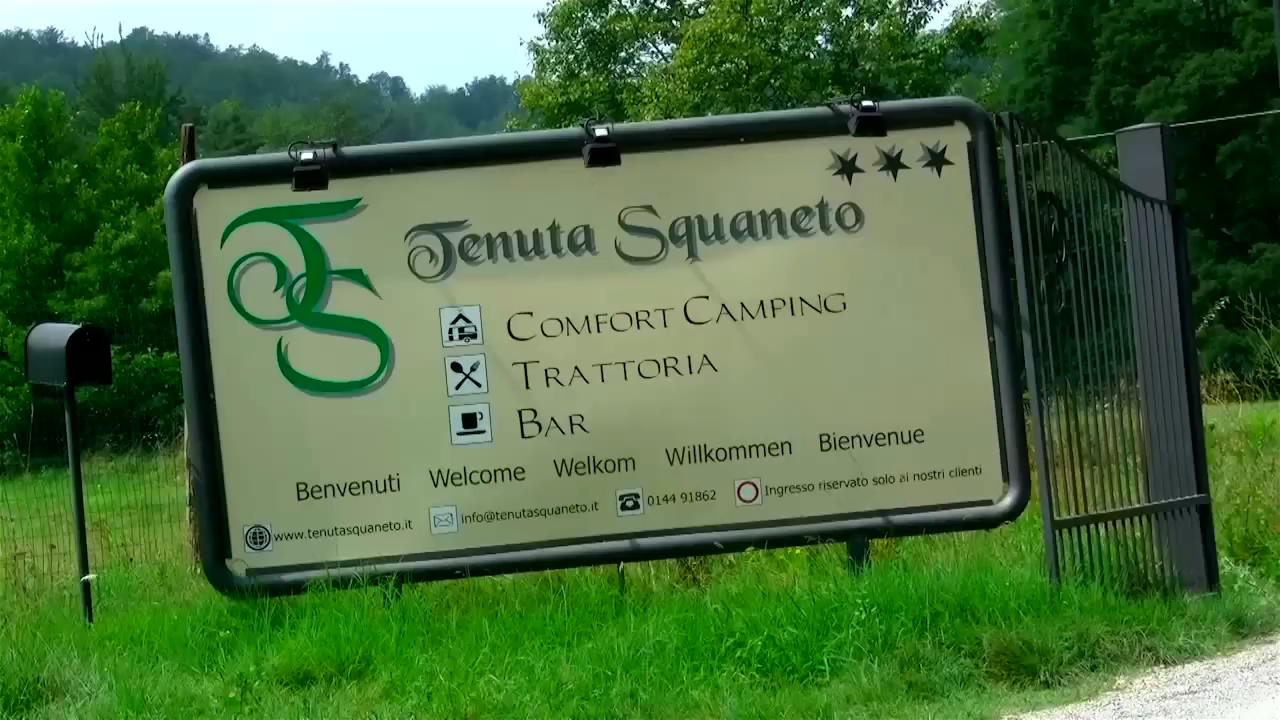 TS
Tenuta Squaneto
COMFORT CAMPING
TRATTORIA
BAR
Benvenuti Welcome Welkom Willkommen Bienvenue
www.tenutasquaneto.it info@tenutasquaneto.it 0144 91862 Ingresso riservato solo ai nostri clienti